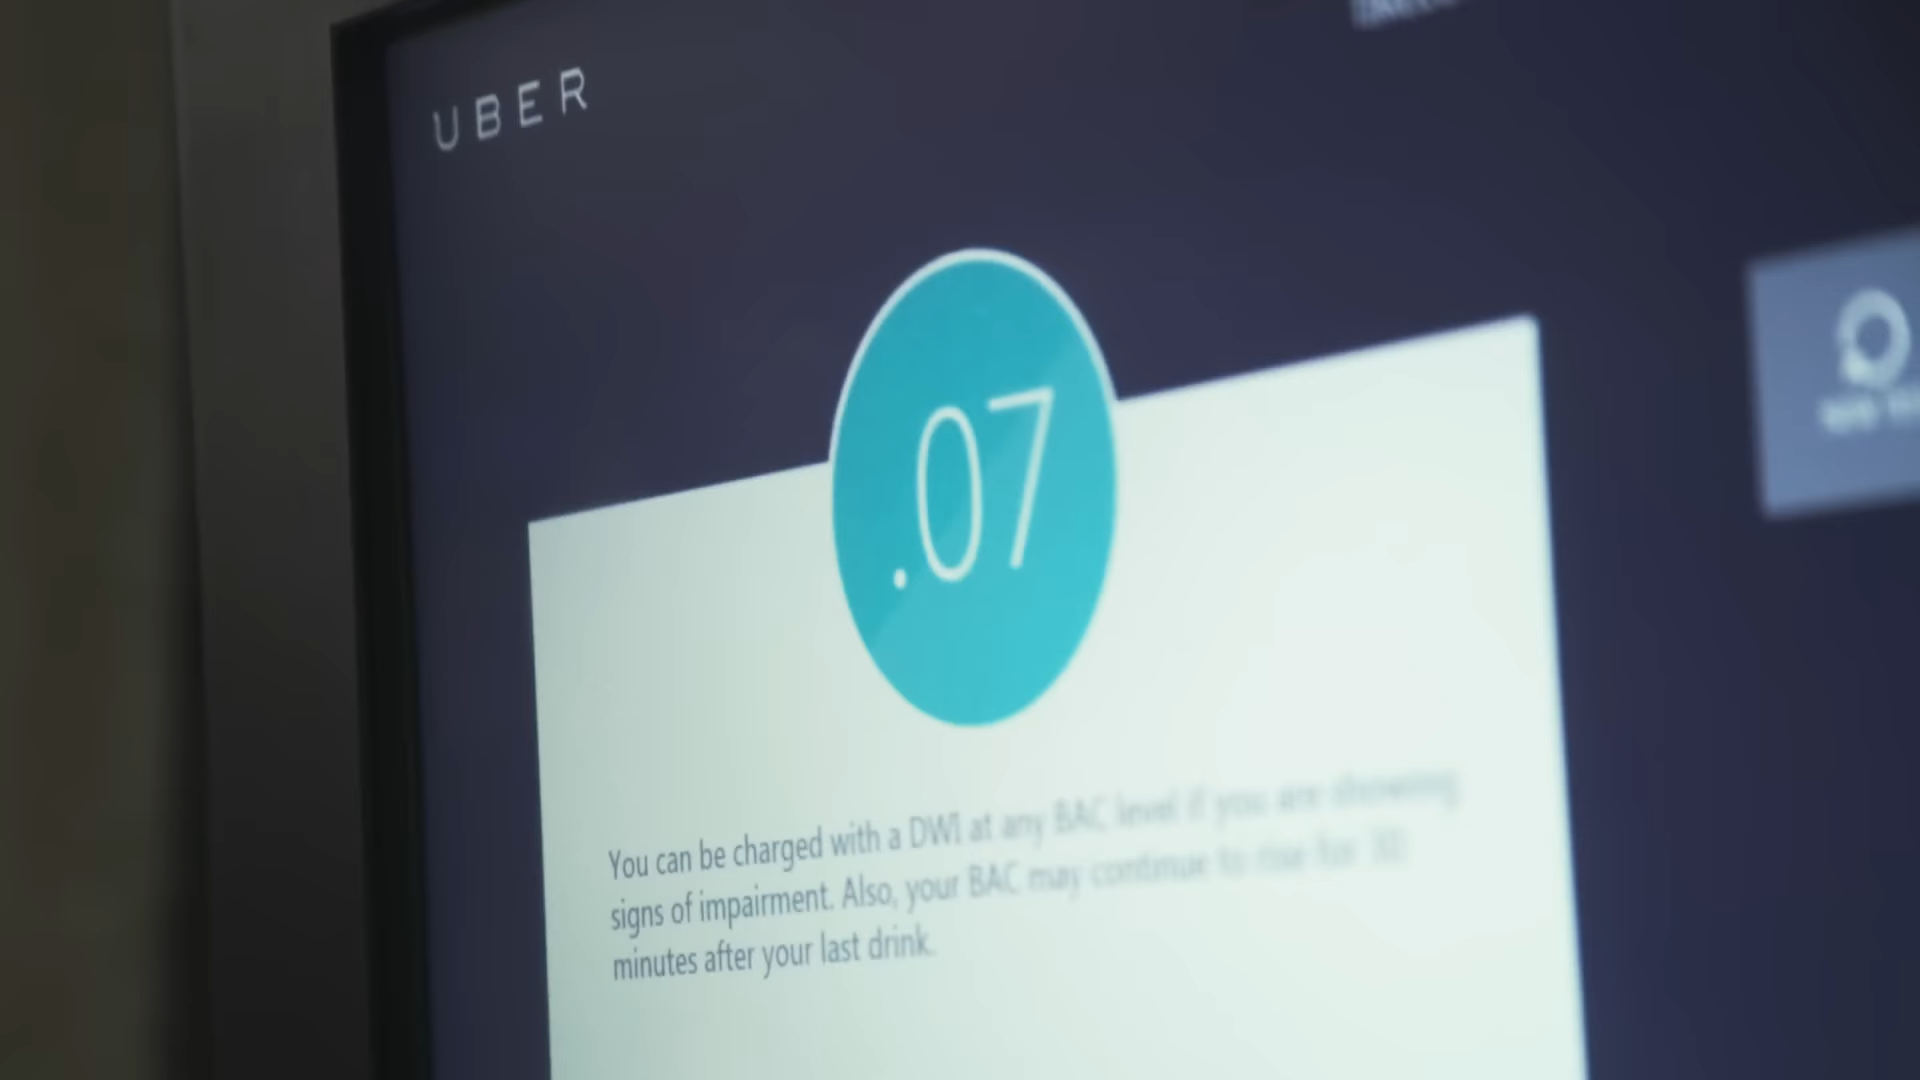 UBER
.07
You can be charged with a DWI at any BAC level if you are showing
signs of impairment. Also, your BAC may continue to rise for 30
minutes after your last drink.